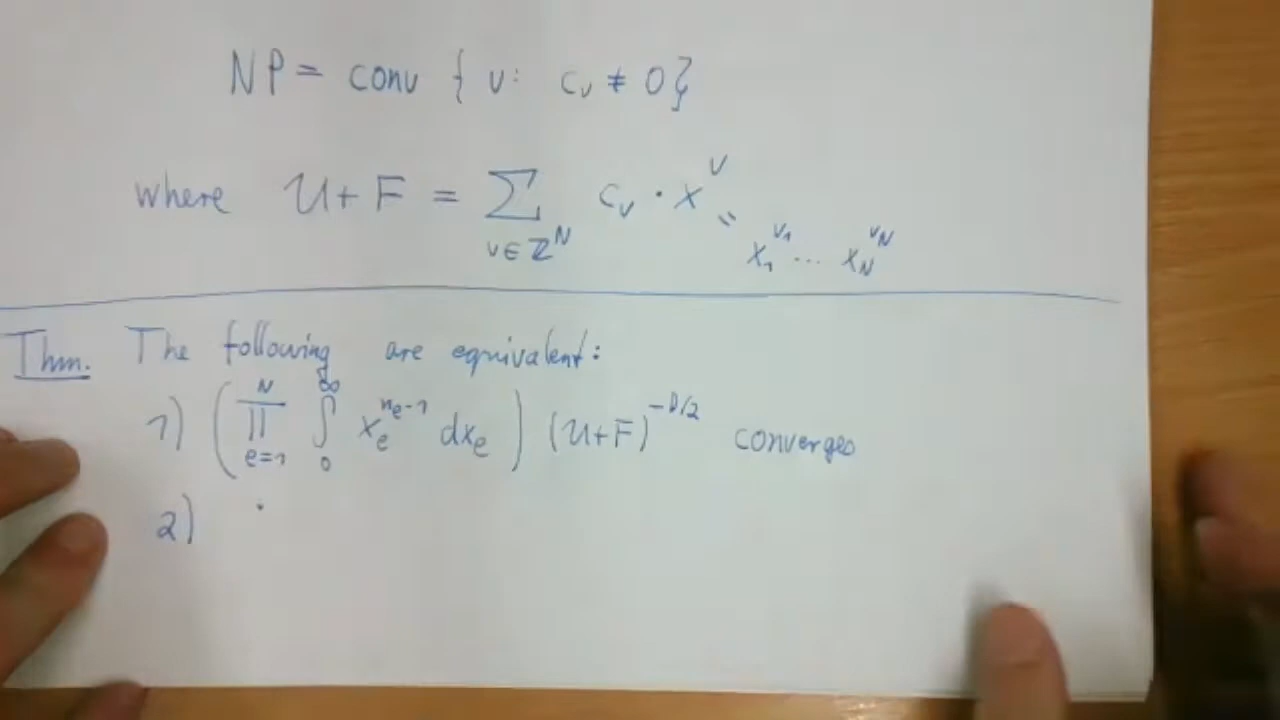 NP = conv { v : c_v ≠ 0 }
where U + F = ∑_{v ∈ ℤ^N} c_v · x^v = x_1^{v_1} ... x_N^{v_N}
Thm. The following are equivalent:
1) ( ∏_{e=1}^{N} ∫_0^∞ x_e^{n_e-1} dx_e ) (U+F)^{-D/2} converges
2)